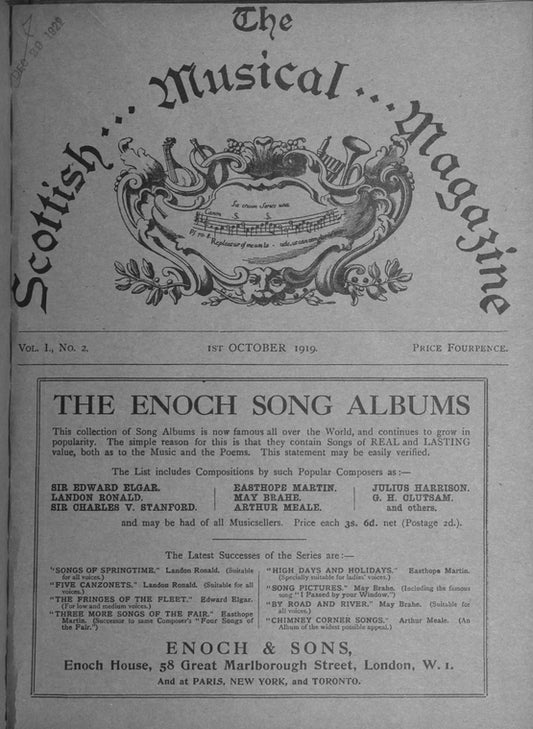 DEC 20 1920
The
Scottish... Musical... Magazine
Canon
S. S.
Repleatur os meum la - ude, ut can
VOL. I., NO. 2.
1ST OCTOBER 1919.
PRICE FOURPENCE.
THE ENOCH SONG ALBUMS
This collection of Song Albums is now famous all over the World, and continues to grow in
popularity. The simple reason for this is that they contain Songs of REAL and LASTING
value, both as to the Music and the Poems. This statement may be easily verified.
The List includes Compositions by such Popular Composers as :—
SIR EDWARD ELGAR.
LANDON RONALD.
SIR CHARLES V. STANFORD.
EASTHOPE MARTIN.
MAY BRAHE.
ARTHUR MEALE.
JULIUS HARRISON.
G. H. CLUTSAM.
and others.
and may be had of all Musicsellers. Price each 3s. 6d. net (Postage 2d.).
The Latest Successes of the Series are :—
"SONGS OF SPRINGTIME." Landon Ronald. (Suitable
for all voices.)
"FIVE CANZONETS." Landon Ronald. (Suitable for all
voices.)
"THE FRINGES OF THE FLEET." Edward Elgar.
(For low and medium voices.)
"THREE MORE SONGS OF THE FAIR." Easthope
Martin. (Successor to same Composer's "Four Songs of
the Fair.")
"HIGH DAYS AND HOLIDAYS." Easthope Martin.
(Specially suitable for ladies' voices.)
"SONG PICTURES." May Brahe. (Including the famous
song "I Passed by your Window.")
"BY ROAD AND RIVER." May Brahe. (Suitable for
all voices.)
"CHIMNEY CORNER SONGS." Arthur Meale. (An
Album of the widest possible appeal.)
ENOCH & SONS,
Enoch House, 58 Great Marlborough Street, London, W. 1.
And at PARIS, NEW YORK, and TORONTO.